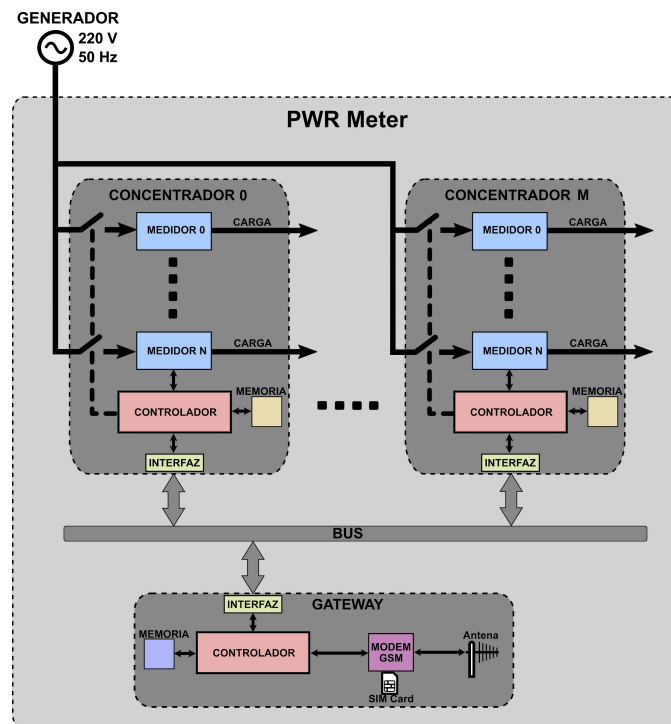 GENERADOR
220 V
50 Hz
PWR Meter
CONCENTRADOR 0
MEDIDOR 0
CARGA
MEDIDOR N
CARGA
CONTROLADOR
MEMORIA
INTERFAZ
CONCENTRADOR M
MEDIDOR 0
CARGA
MEDIDOR N
CARGA
CONTROLADOR
MEMORIA
INTERFAZ
BUS
INTERFAZ
GATEWAY
MEMORIA
CONTROLADOR
MODEM
GSM
Antena
SIM Card